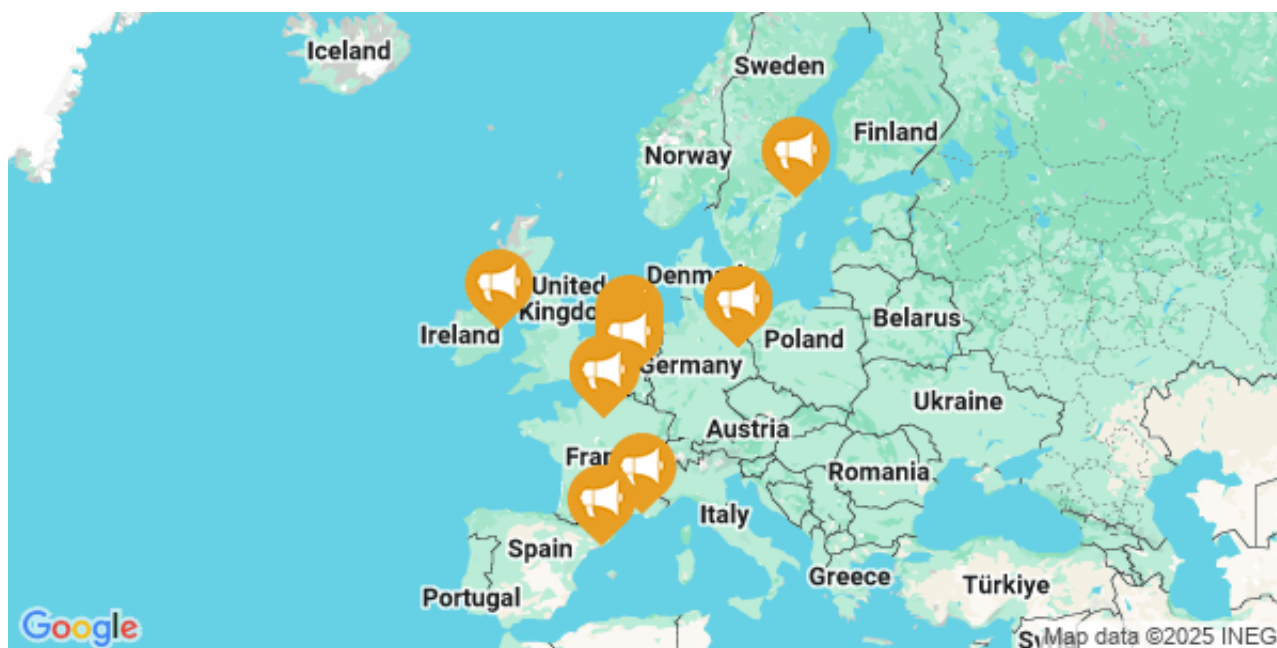 Iceland
Sweden
Finland
Norway
United
Kingdo
Ireland
Denm
Poland
Belarus
Germany
Ukraine
Austria
Fran
Romania
Italy
Spain
Portugal
Greece
Türkiye
Google
Map data ©2025 INEG